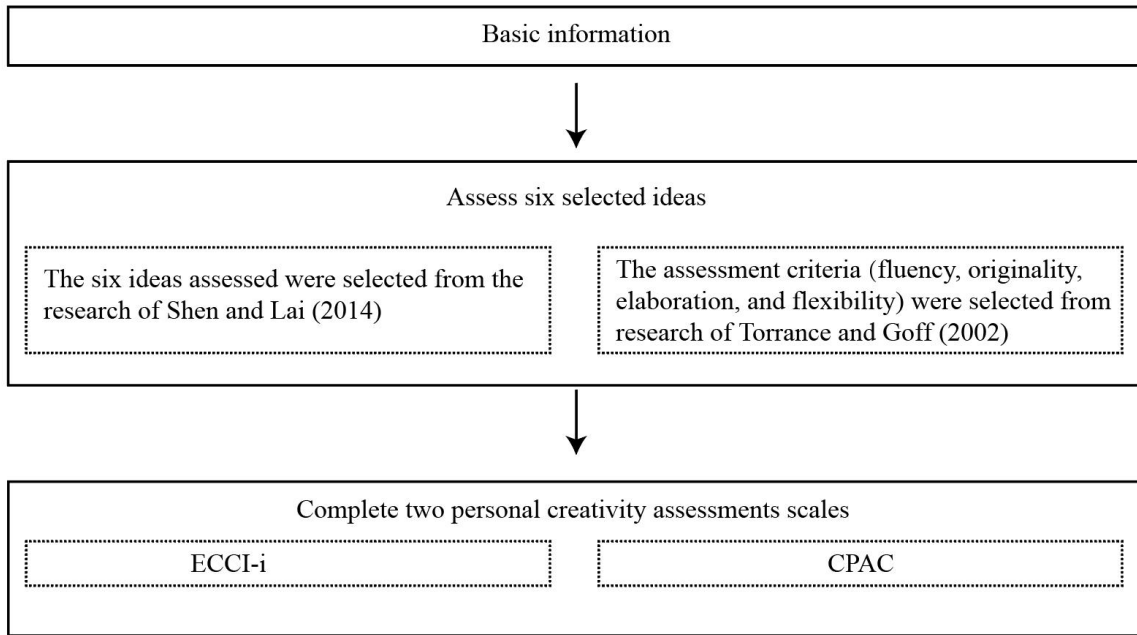 Basic information
Assess six selected ideas
The six ideas assessed were selected from the
research of Shen and Lai (2014)
The assessment criteria (fluency, originality,
elaboration, and flexibility) were selected from
research of Torrance and Goff (2002)
Complete two personal creativity assessments scales
ECCI-i
CPAC